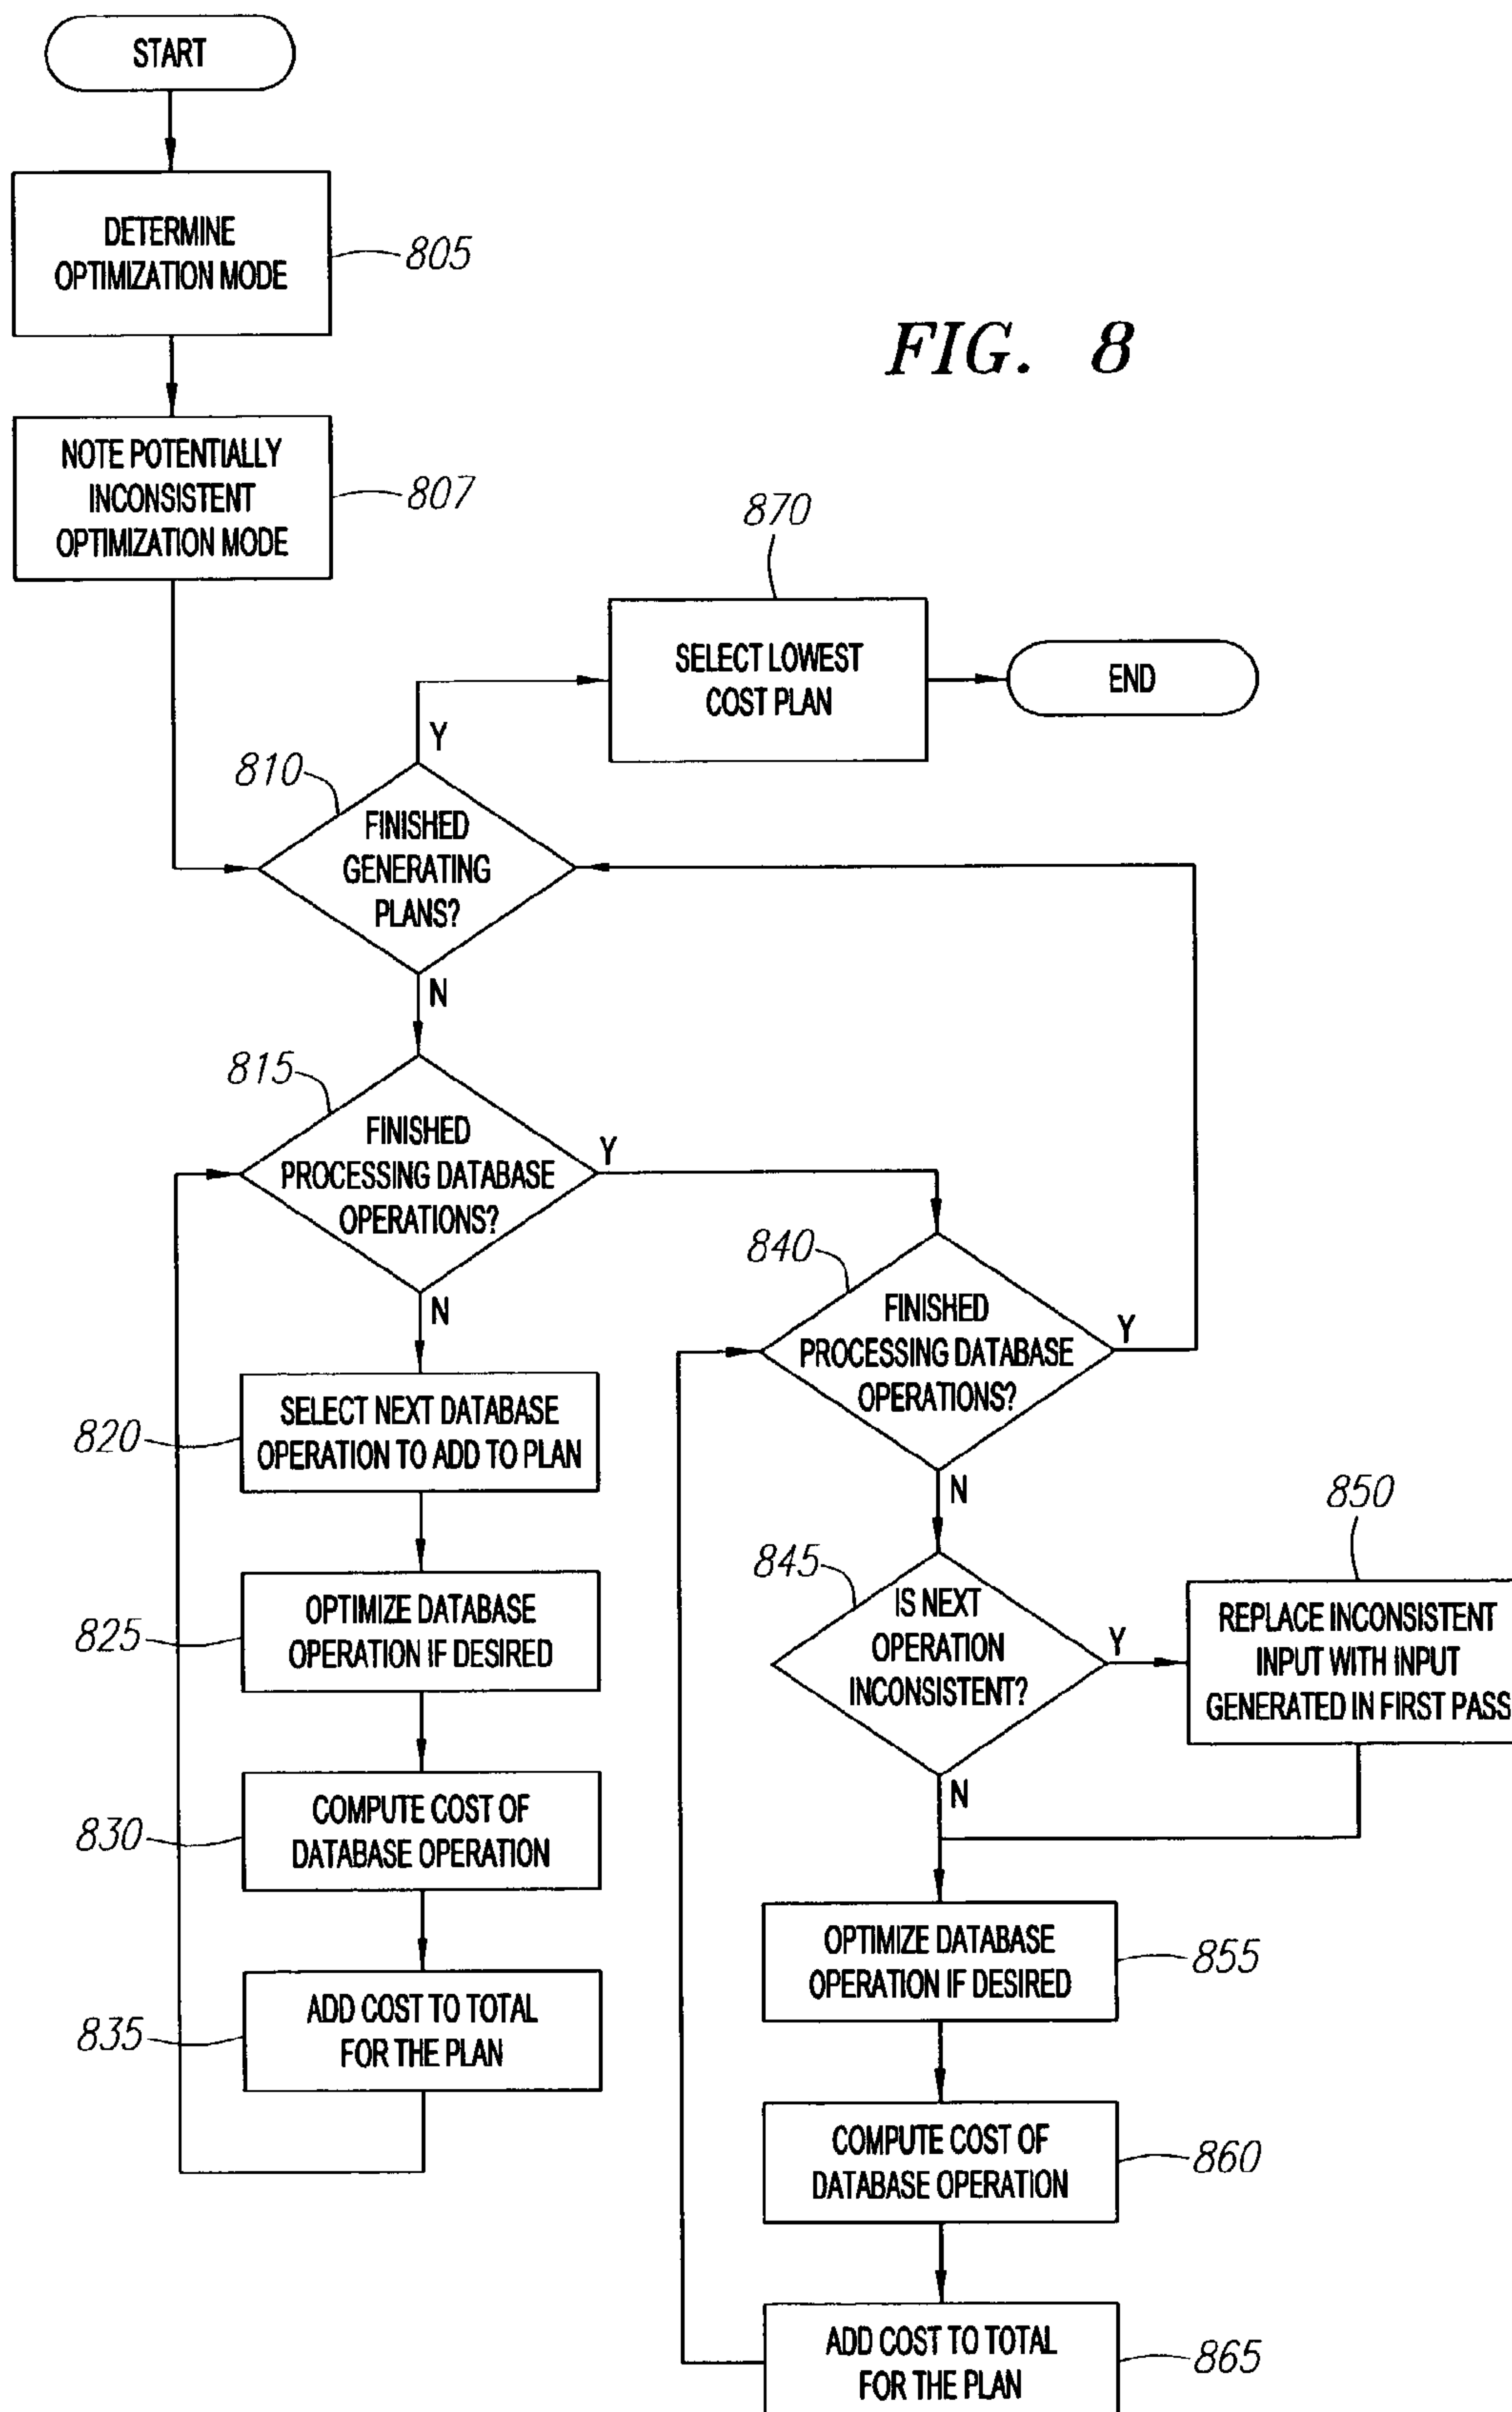 START
DETERMINE
OPTIMIZATION MODE
805
FIG. 8
NOTE POTENTIALLY
INCONSISTENT
OPTIMIZATION MODE
807
870
SELECT LOWEST
COST PLAN
END
Y
810
FINISHED
GENERATING
PLANS?
N
815
FINISHED
PROCESSING DATABASE
OPERATIONS?
Y
N
840
FINISHED
PROCESSING DATABASE
OPERATIONS?
Y
N
820
SELECT NEXT DATABASE
OPERATION TO ADD TO PLAN
825
OPTIMIZE DATABASE
OPERATION IF DESIRED
830
COMPUTE COST OF
DATABASE OPERATION
835
ADD COST TO TOTAL
FOR THE PLAN
845
IS NEXT
OPERATION
INCONSISTENT?
Y
N
850
REPLACE INCONSISTENT
INPUT WITH INPUT
GENERATED IN FIRST PASS
OPTIMIZE DATABASE
OPERATION IF DESIRED
855
COMPUTE COST OF
DATABASE OPERATION
860
ADD COST TO TOTAL
FOR THE PLAN
865